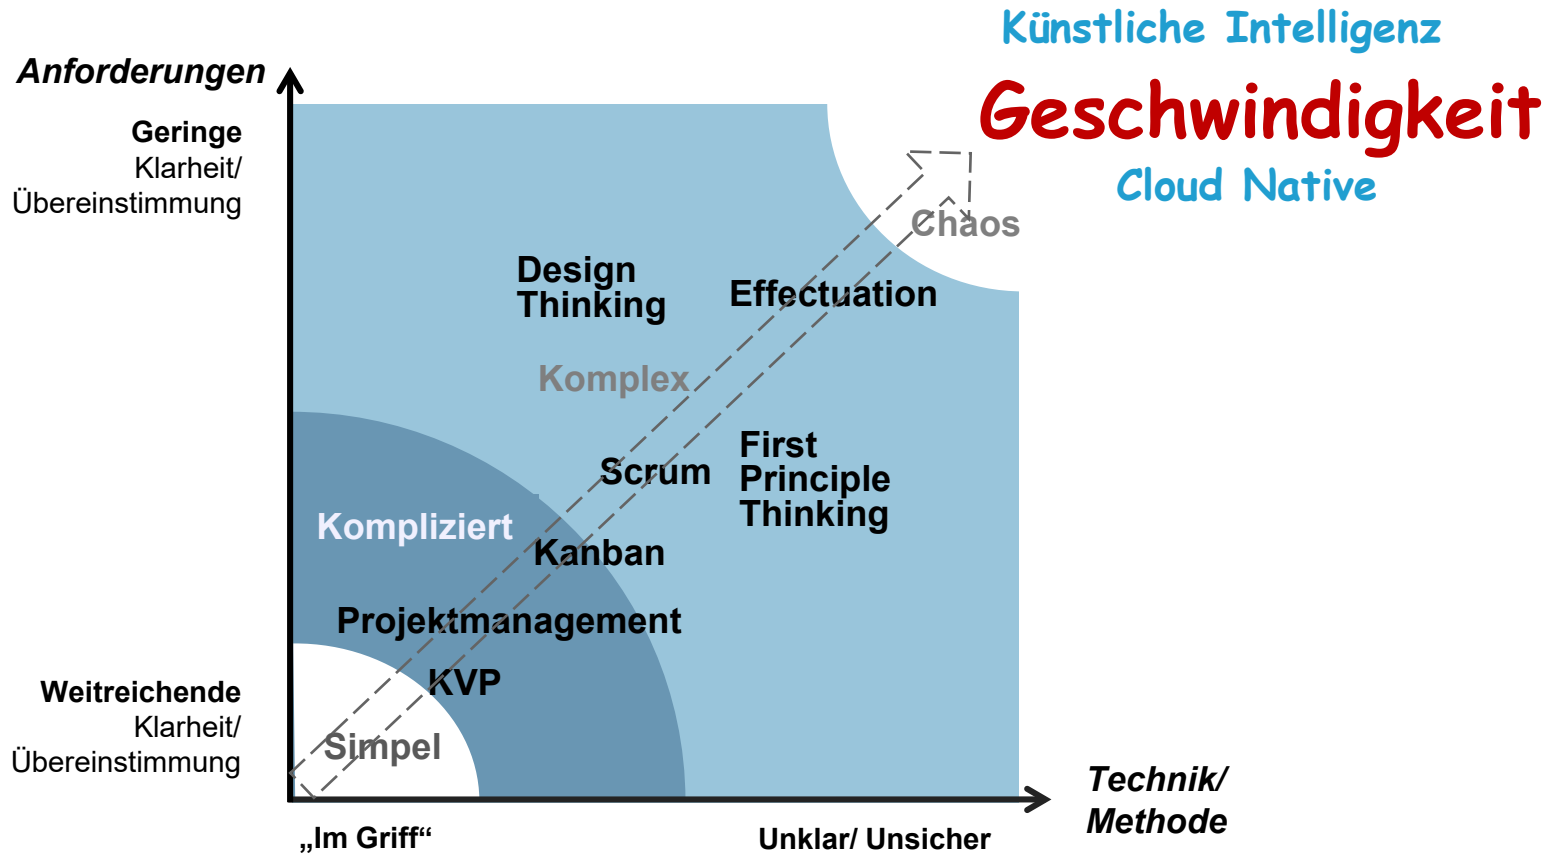 Künstliche Intelligenz
Geschwindigkeit
Cloud Native
Anforderungen
Geringe
Klarheit/
Übereinstimmung
Chaos
Design
Thinking
Effectuation
Komplex
First
Principle
Thinking
Scrum
Kompliziert
Kanban
Projektmanagement
KVP
Weitreichende
Klarheit/
Übereinstimmung
Simpel
Technik/
Methode
„Im Griff“
Unklar/ Unsicher